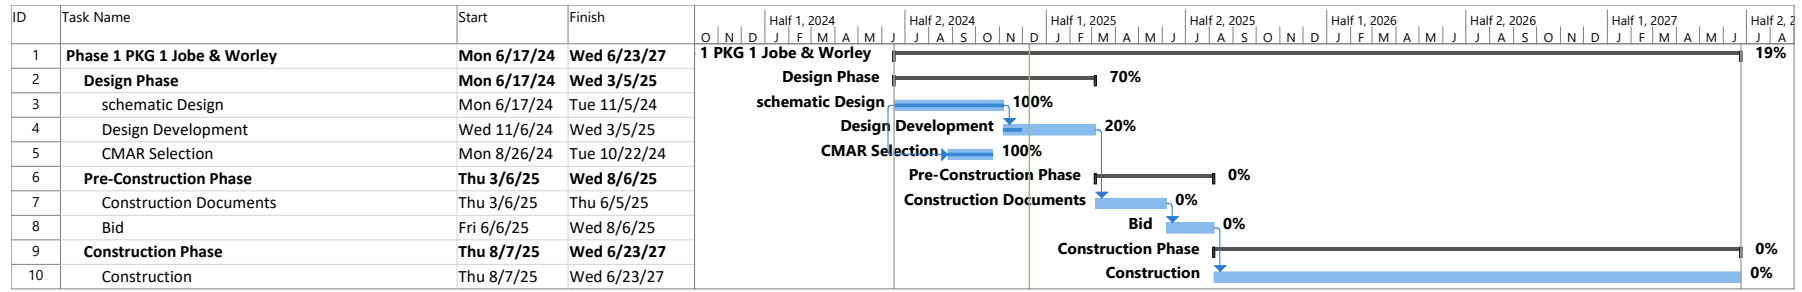 ID Task Name Start Finish Half 1, 2024 Half 2, 2024 Half 1, 2025 Half 2, 2025 Half 1, 2026 Half 2, 2026 Half 1, 2027 Half 2, 2
O N D J F M A M J J A S O N D J F M A M J J A S O N D J F M A M J J A S O N D J F M A M J J A
1 Phase 1 PKG 1 Jobe & Worley Mon 6/17/24 Wed 6/23/27 1 PKG 1 Jobe & Worley 19%
2 Design Phase Mon 6/17/24 Wed 3/5/25 Design Phase 70%
3 schematic Design Mon 6/17/24 Tue 11/5/24 schematic Design 100%
4 Design Development Wed 11/6/24 Wed 3/5/25 Design Development 20%
5 CMAR Selection Mon 8/26/24 Tue 10/22/24 CMAR Selection 100%
6 Pre-Construction Phase Thu 3/6/25 Wed 8/6/25 Pre-Construction Phase 0%
7 Construction Documents Thu 3/6/25 Thu 6/5/25 Construction Documents 0%
8 Bid Fri 6/6/25 Wed 8/6/25 Bid 0%
9 Construction Phase Thu 8/7/25 Wed 6/23/27 Construction Phase 0%
10 Construction Thu 8/7/25 Wed 6/23/27 Construction 0%